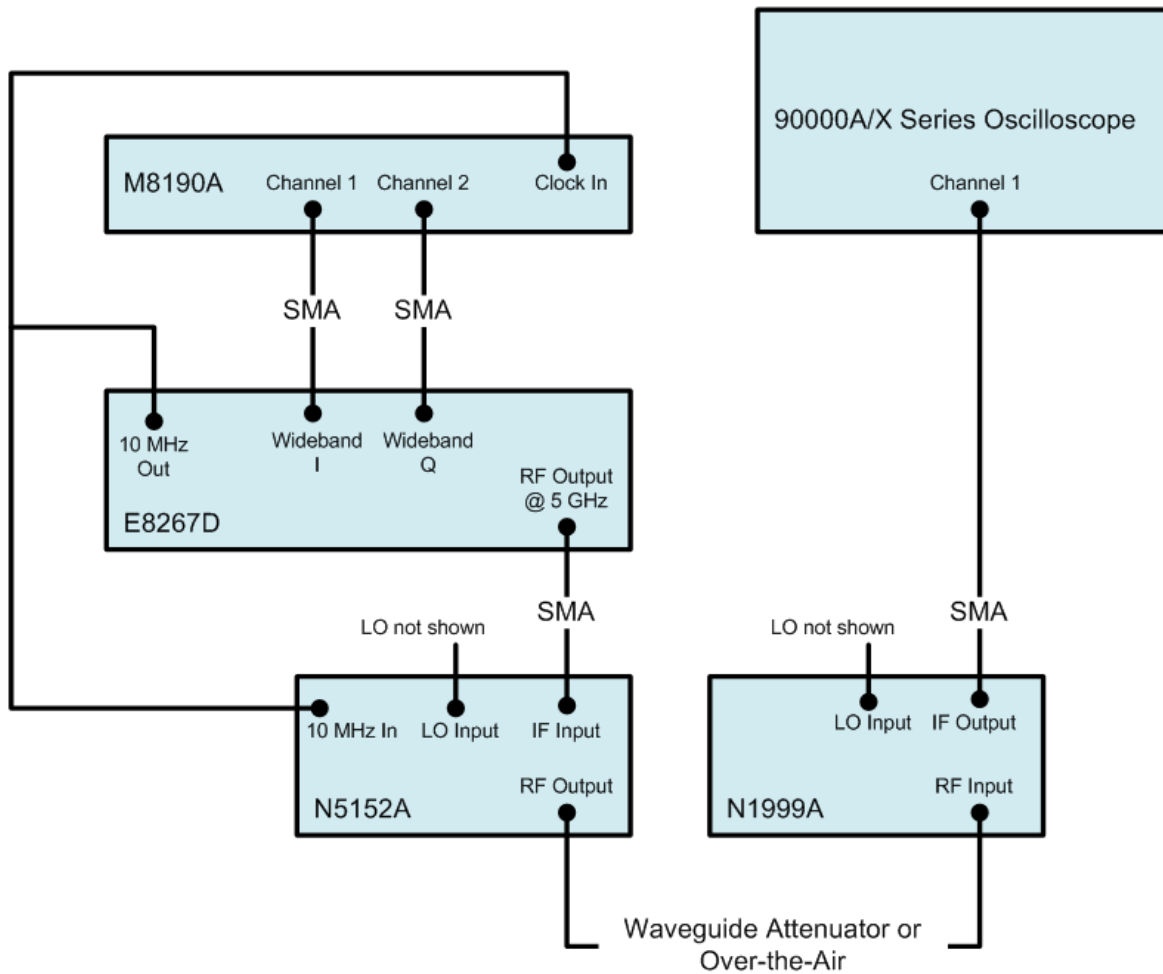 90000A/X Series Oscilloscope
Channel 1
M8190A
Channel 1
Channel 2
Clock In
SMA
SMA
10 MHz
Out
Wideband
I
Wideband
Q
RF Output
@ 5 GHz
E8267D
LO not shown
SMA
LO not shown
SMA
10 MHz In
LO Input
IF Input
RF Output
N5152A
LO Input
IF Output
RF Input
N1999A
Waveguide Attenuator or
Over-the-Air